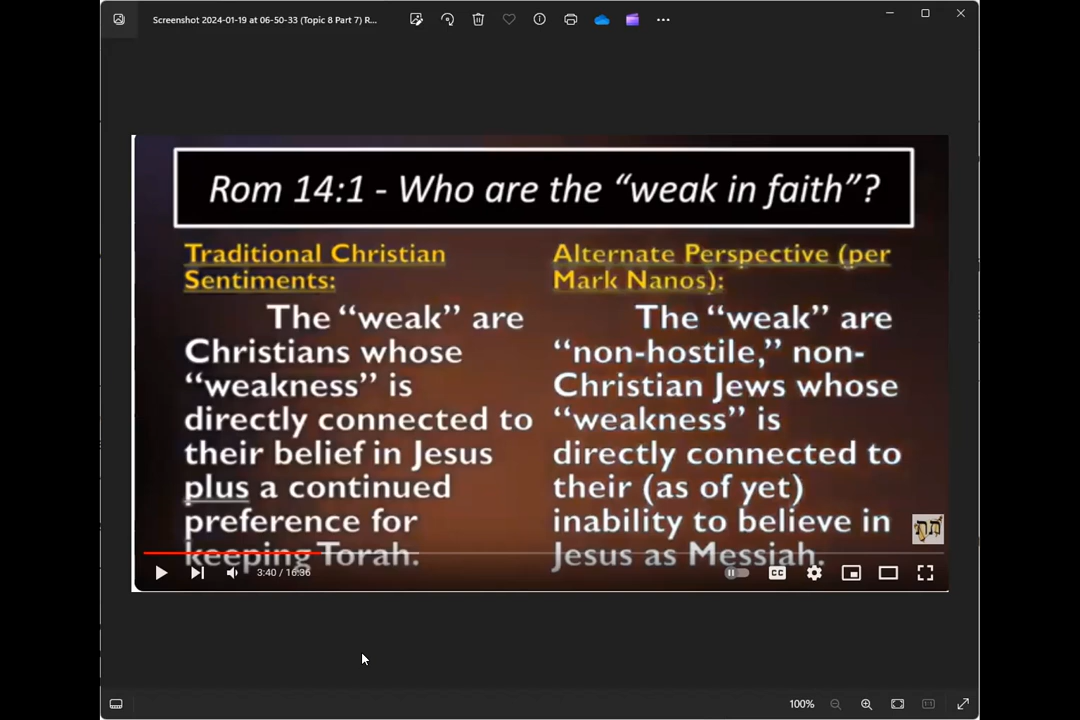 Screenshot 2024-01-19 at 06-50-33 (Topic 8 Part 7) R...
Rom 14:1 - Who are the “weak in faith”?
Traditional Christian
Sentiments:
The “weak” are
Christians whose
“weakness” is
directly connected to
their belief in Jesus
plus a continued
preference for
keeping Torah.
Alternate Perspective (per
Mark Nanos):
The “weak” are
“non-hostile,” non-
Christian Jews whose
“weakness” is
directly connected to
their (as of yet)
inability to believe in
Jesus as Messiah.
3:40 / 16:36
CC
100%